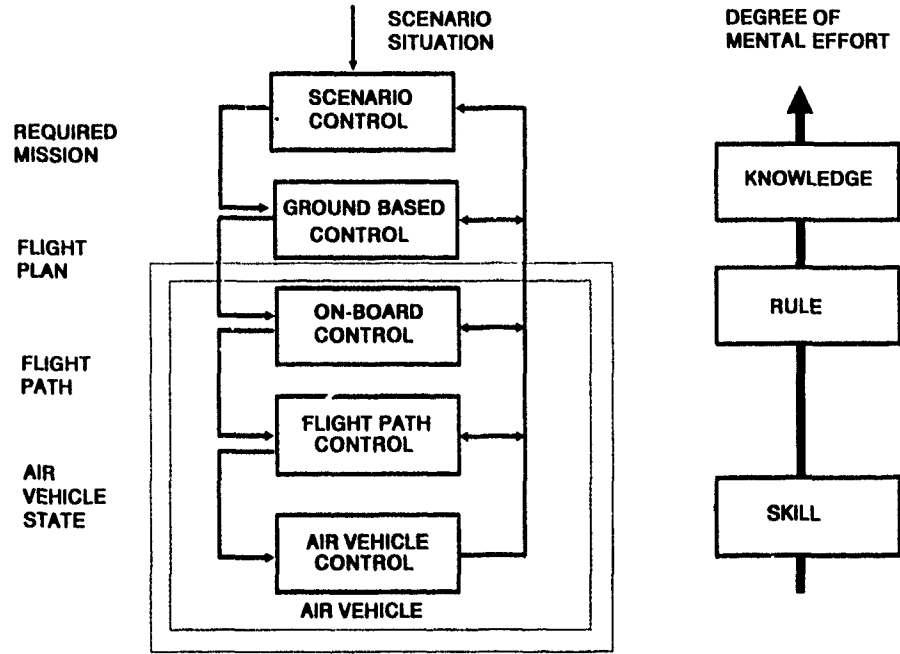 SCENARIO
SITUATION
DEGREE OF
MENTAL EFFORT
SCENARIO
CONTROL
REQUIRED
MISSION
KNOWLEDGE
GROUND BASED
CONTROL
FLIGHT
PLAN
ON-BOARD
CONTROL
RULE
FLIGHT
PATH
FLIGHT PATH
CONTROL
AIR
VEHICLE
STATE
SKILL
AIR VEHICLE
CONTROL
AIR VEHICLE